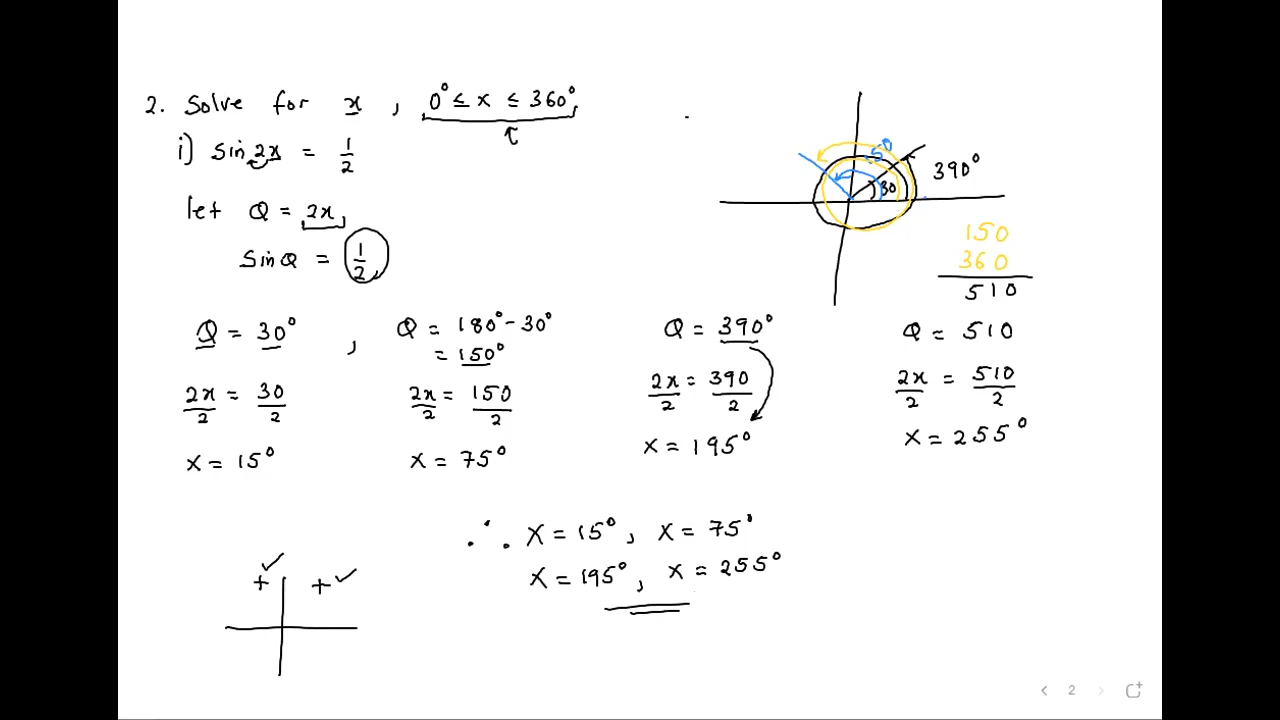 2. Solve for x , 0° ≤ x ≤ 360°
i) sin 2x = 1/2
let Q = 2x
sinQ = 1/2
390°
30
150
360
510
Q = 30° , Q = 180° - 30° = 150°
2x/2 = 30/2
x = 15°
2x/2 = 150/2
x = 75°
Q = 390°
2x/2 = 390/2
x = 195°
Q = 510
2x/2 = 510/2
x = 255°
∴ x = 15° , x = 75°
x = 195° , x = 255°
+ +
2